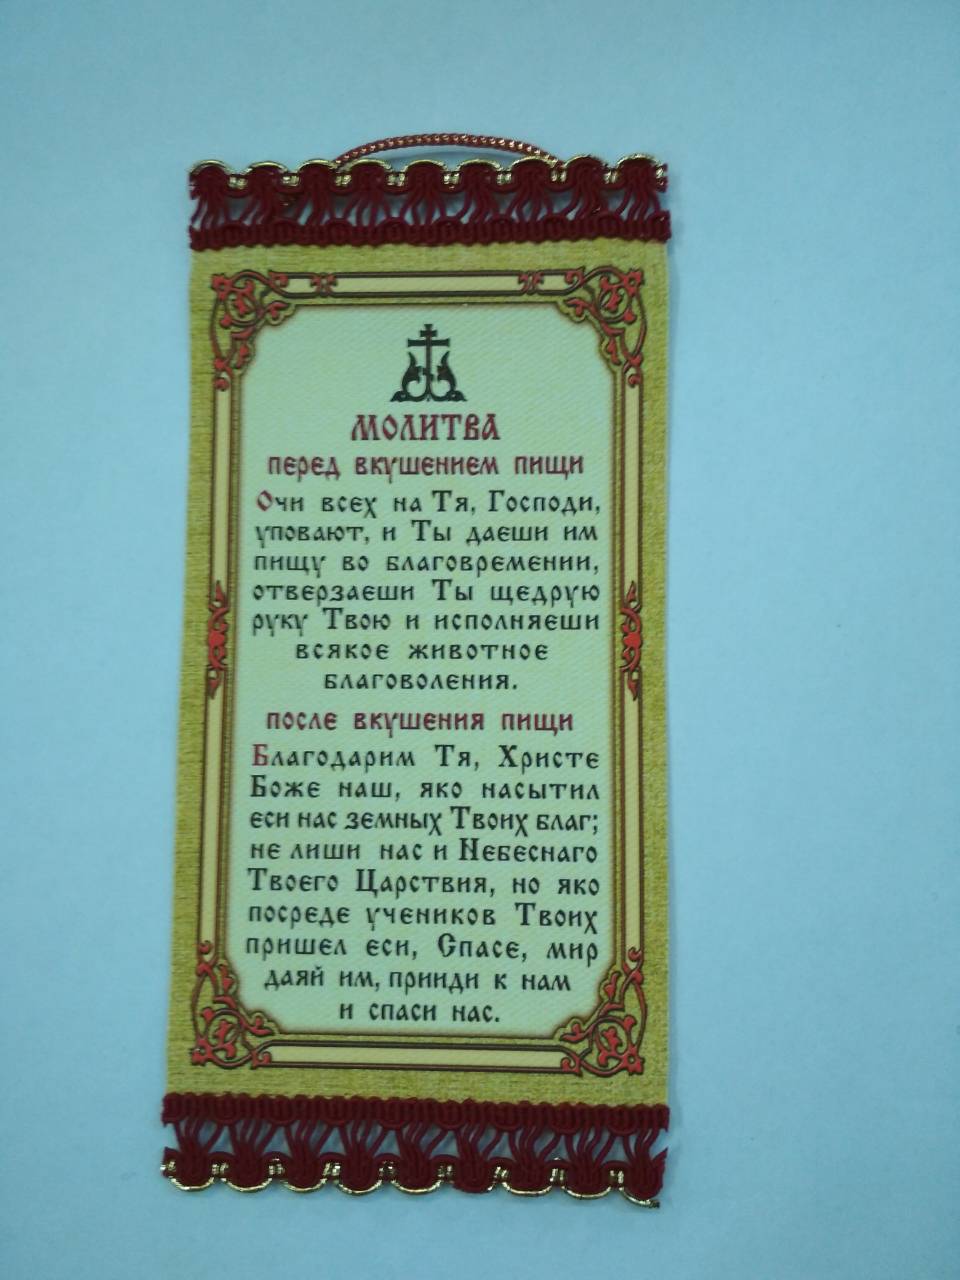 МОЛИТВА
ПЕРЕД ВКУШЕНИЕМ ПИЩИ
Очи всех на Тя, Господи,
уповают, и Ты даеши им
пищу во благовремении,
отверзаеши Ты щедрую
руку Твою и исполняеши
всякое животное
благоволения.
ПОСЛЕ ВКУШЕНИЯ ПИЩИ
Благодарим Тя, Христе
Боже наш, яко насытил
еси нас земных Твоих благ;
не лиши нас и Небеснаго
Твоего Царствия, но яко
посреде учеников Твоих
пришел еси, Спасе, мир
даяй им, прииди к нам
и спаси нас.